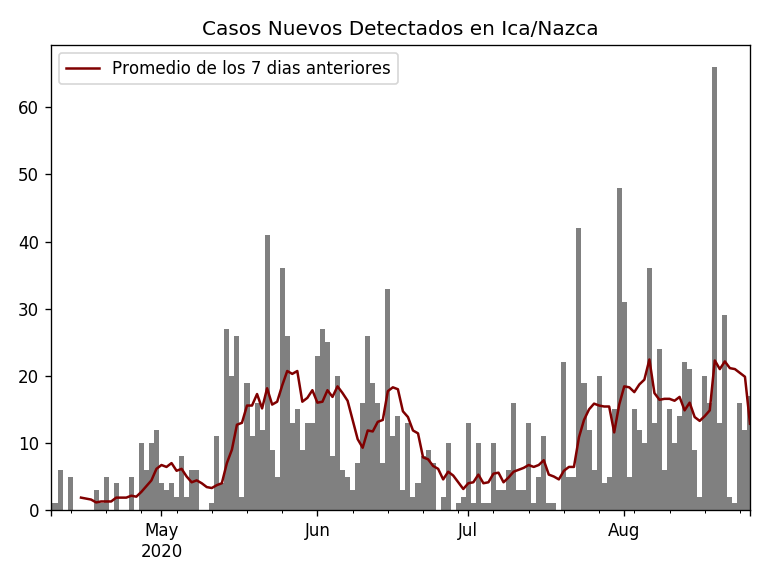 Casos Nuevos Detectados en Ica/Nazca
Promedio de los 7 dias anteriores
60
50
40
30
20
10
0
May
2020
Jun
Jul
Aug